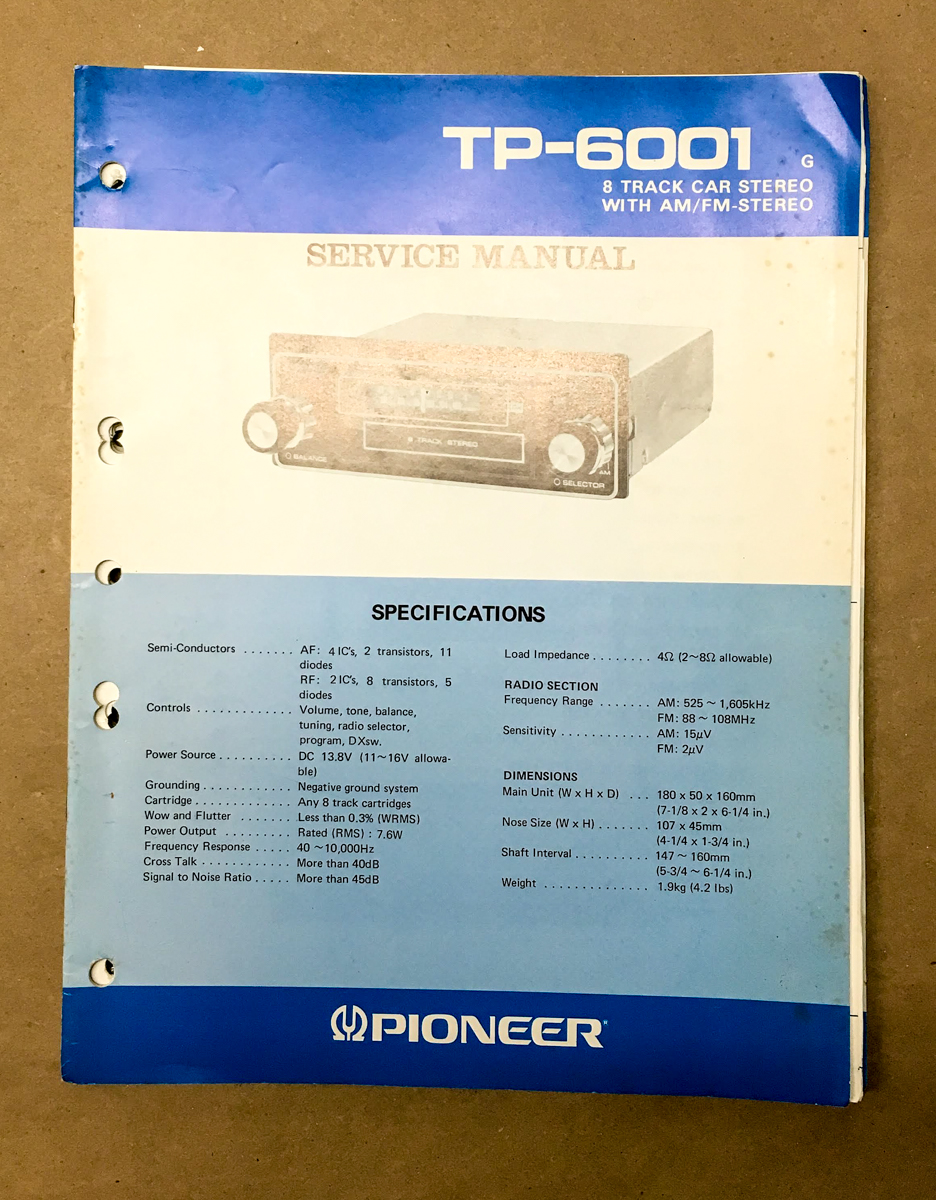 TP-6001 G
8 TRACK CAR STEREO
WITH AM/FM-STEREO
SERVICE MANUAL
8 TRACK STEREO
BALANCE
AM
SELECTOR
SPECIFICATIONS
Semi-Conductors . . . . . . . AF: 4 IC's, 2 transistors, 11
diodes
RF: 2 IC's, 8 transistors, 5
diodes
Controls . . . . . . . . . . . . . Volume, tone, balance,
tuning, radio selector,
program, DXsw.
Power Source . . . . . . . . . . DC 13.8V (11~16V allowa-
ble)
Grounding . . . . . . . . . . . . Negative ground system
Cartridge . . . . . . . . . . . . . Any 8 track cartridges
Wow and Flutter . . . . . . . Less than 0.3% (WRMS)
Power Output . . . . . . . . . Rated (RMS) : 7.6W
Frequency Response . . . . . 40 ~10,000Hz
Cross Talk . . . . . . . . . . . . More than 40dB
Signal to Noise Ratio . . . . . More than 45dB
Load Impedance . . . . . . . . 4Ω (2~8Ω allowable)
RADIO SECTION
Frequency Range . . . . . . . AM: 525 ~ 1,605kHz
FM: 88 ~ 108MHz
Sensitivity . . . . . . . . . . . . AM: 15μV
FM: 2μV
DIMENSIONS
Main Unit (W x H x D) . . . 180 x 50 x 160mm
(7-1/8 x 2 x 6-1/4 in.)
Nose Size (W x H) . . . . . . . 107 x 45mm
(4-1/4 x 1-3/4 in.)
Shaft Interval . . . . . . . . . . 147 ~ 160mm
(5-3/4 ~ 6-1/4 in.)
Weight . . . . . . . . . . . . . . 1.9kg (4.2 lbs)
PIONEER